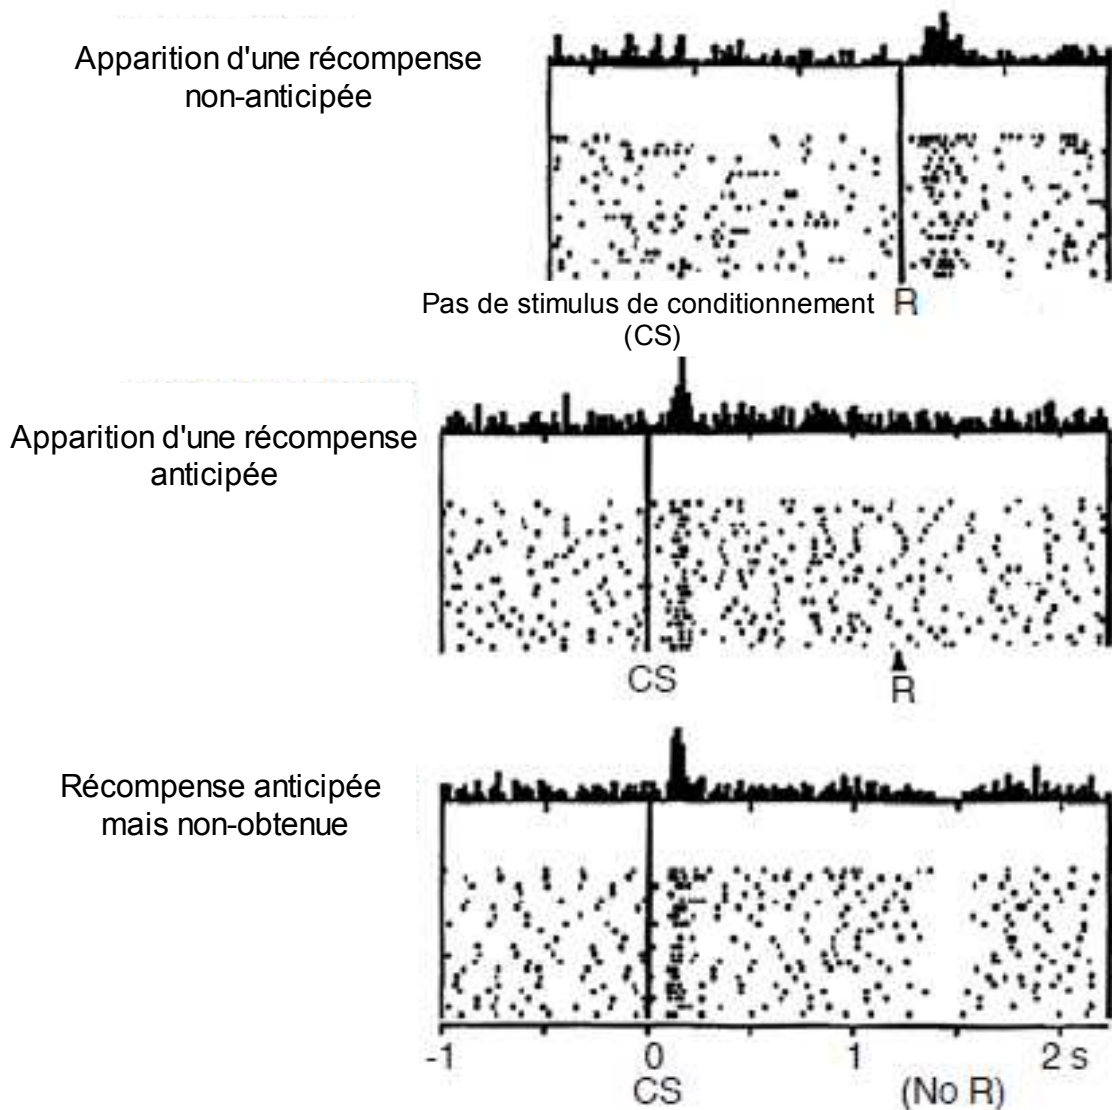 Apparition d'une récompense
non-anticipée
Pas de stimulus de conditionnement
(CS)
R
Apparition d'une récompense
anticipée
CS
R
Récompense anticipée
mais non-obtenue
-1 0 1 2 s
CS (No R)